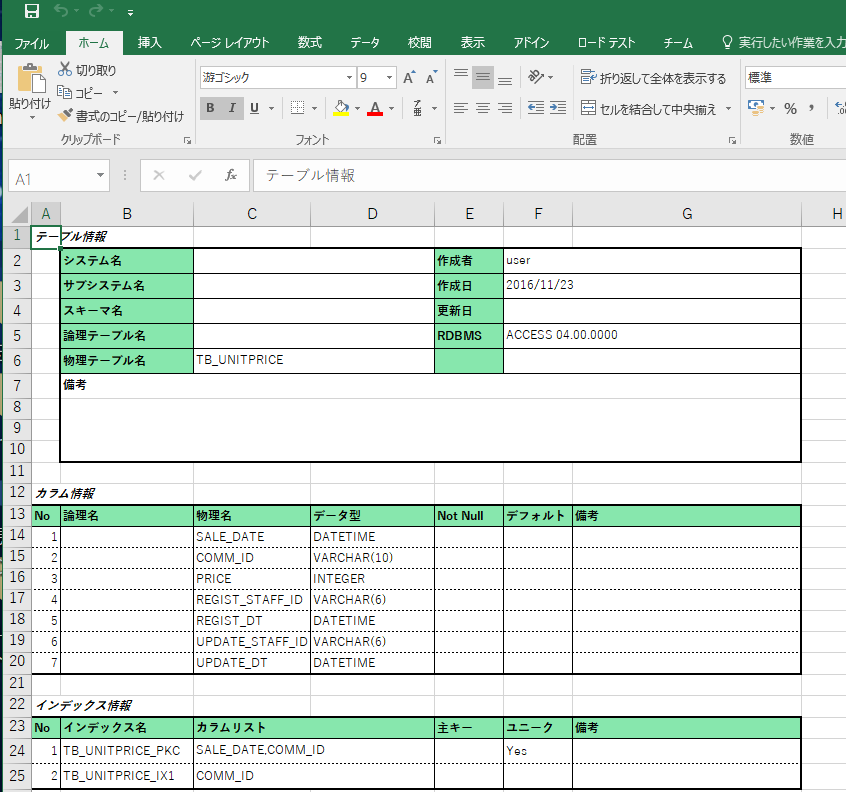 ファイル ホーム 挿入 ページ レイアウト 数式 データ 校閲 表示 アドイン ロード テスト チーム 実行したい作業を入力
貼り付け 切り取り コピー 書式のコピー/貼り付け
游ゴシック 9 A A
B I U A 亜
折り返して全体を表示する
セルを結合して中央揃え
標準
% ,
クリップボード フォント 配置 数値
A1 fx テーブル情報
A B C D E F G H
1 テーブル情報
2 システム名 作成者 user
3 サブシステム名 作成日 2016/11/23
4 スキーマ名 更新日
5 論理テーブル名 RDBMS ACCESS 04.00.0000
6 物理テーブル名 TB_UNITPRICE
7 備考
8
9
10
11
12 カラム情報
13 No 論理名 物理名 データ型 Not Null デフォルト 備考
14 1 SALE_DATE DATETIME
15 2 COMM_ID VARCHAR(10)
16 3 PRICE INTEGER
17 4 REGIST_STAFF_ID VARCHAR(6)
18 5 REGIST_DT DATETIME
19 6 UPDATE_STAFF_ID VARCHAR(6)
20 7 UPDATE_DT DATETIME
21
22 インデックス情報
23 No インデックス名 カラムリスト 主キー ユニーク 備考
24 1 TB_UNITPRICE_PKC SALE_DATE,COMM_ID Yes
25 2 TB_UNITPRICE_IX1 COMM_ID